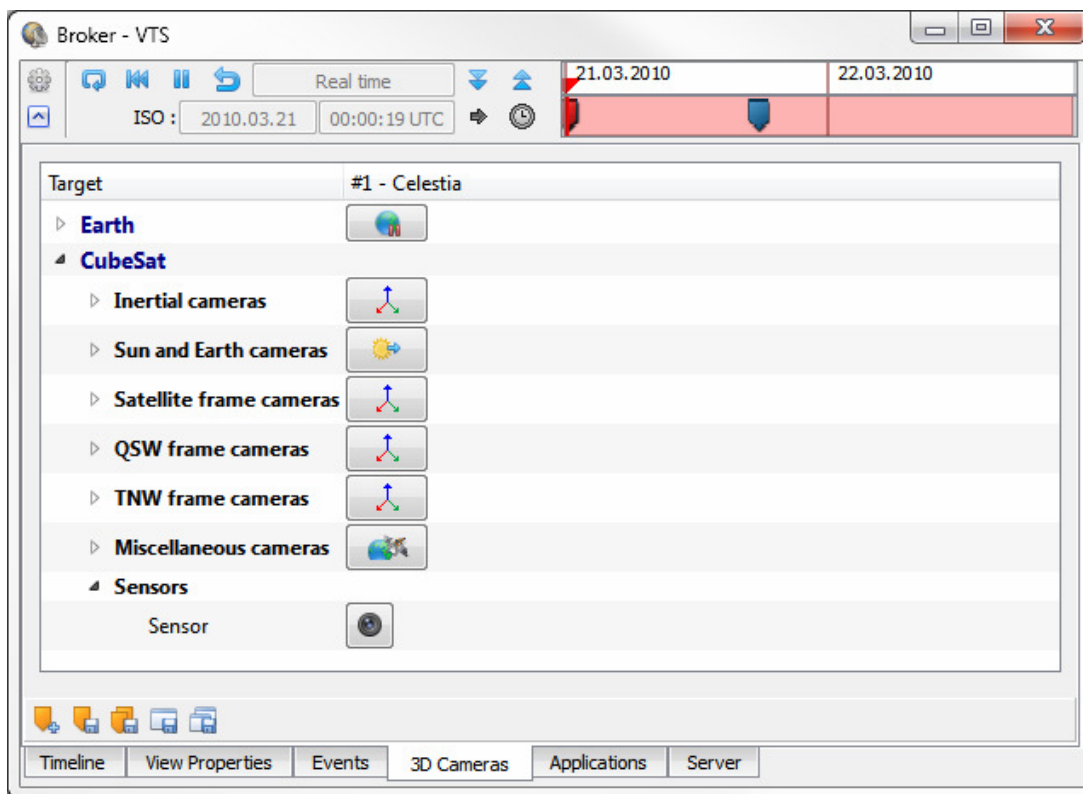 Broker - VTS
Real time
21.03.2010 22.03.2010
ISO : 2010.03.21 00:00:19 UTC
Target #1 - Celestia
Earth
CubeSat
Inertial cameras
Sun and Earth cameras
Satellite frame cameras
QSW frame cameras
TNW frame cameras
Miscellaneous cameras
Sensors
Sensor
Timeline View Properties Events 3D Cameras Applications Server